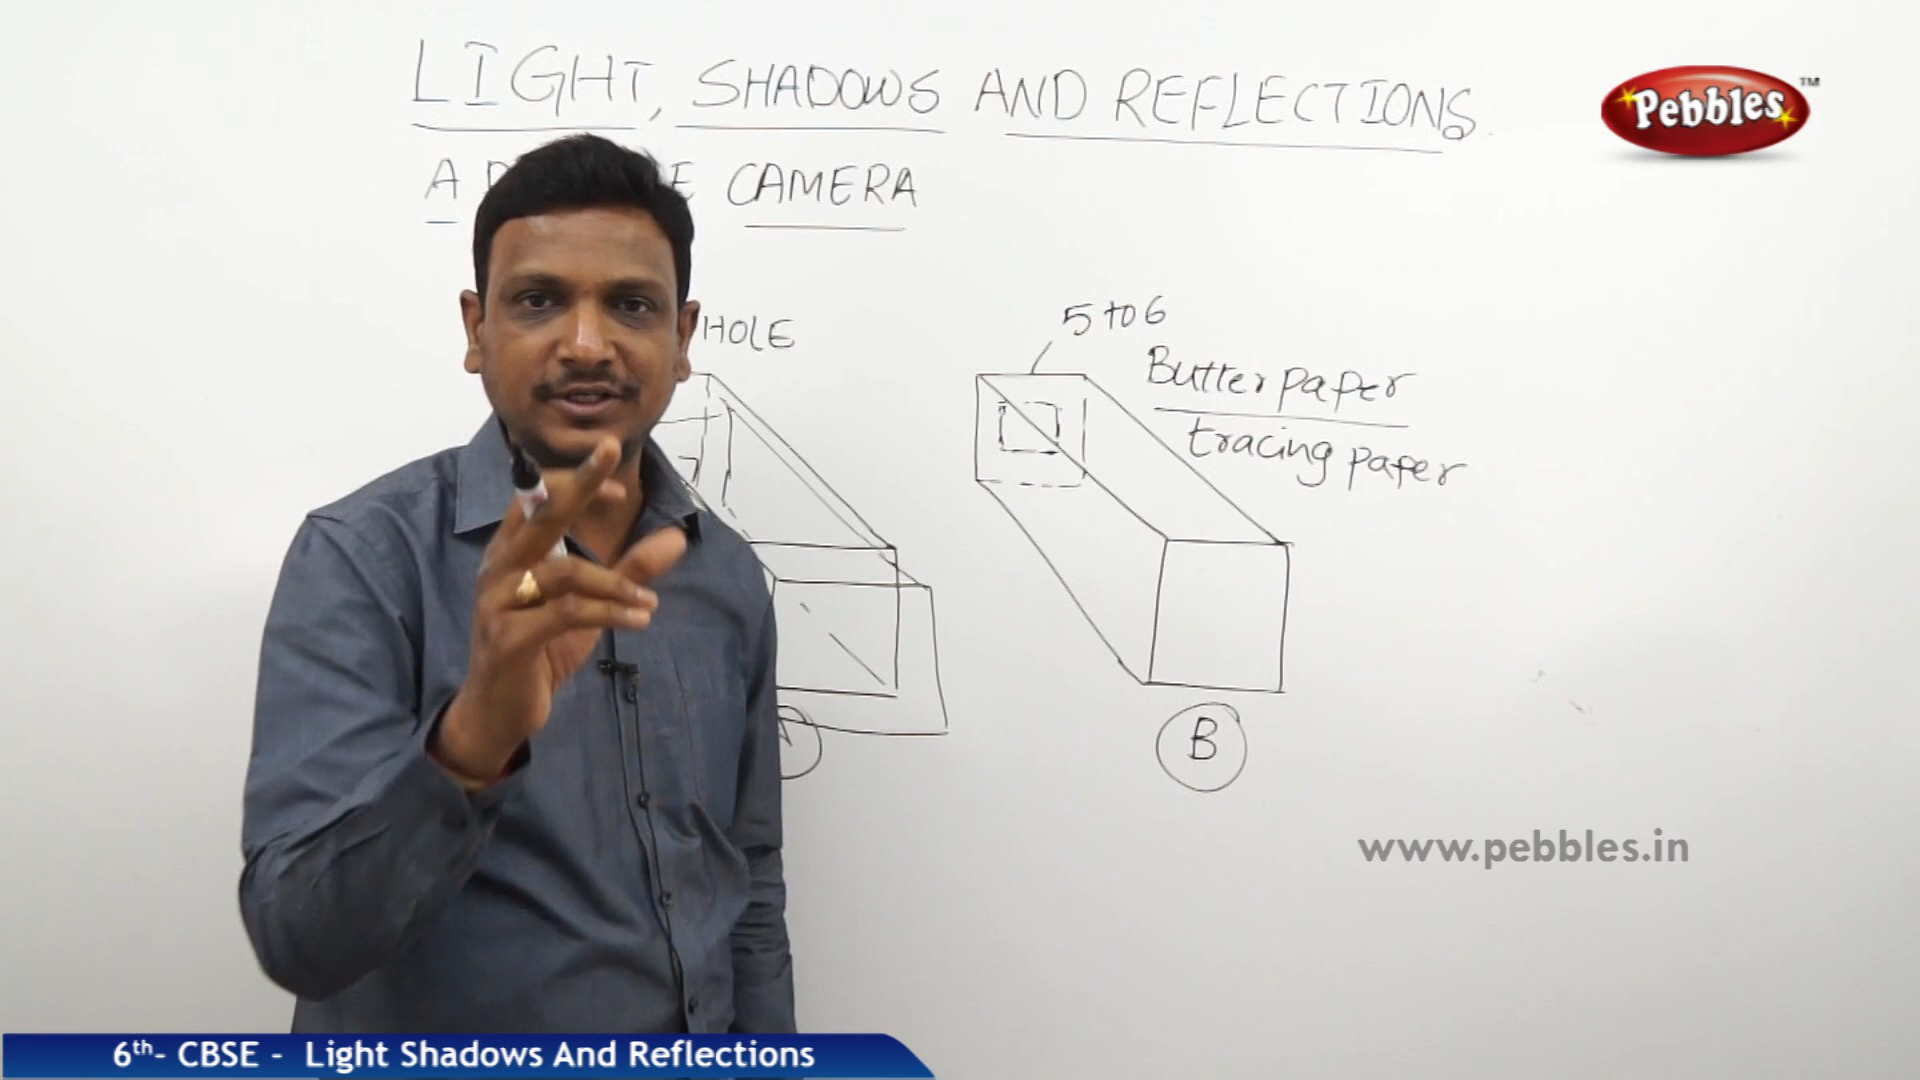 LIGHT, SHADOWS AND REFLECTIONS.
Pebbles™
A CAMERA
HOLE
5 to 6
Butter paper
tracing paper
B
www.pebbles.in
6th- CBSE - Light Shadows And Reflections